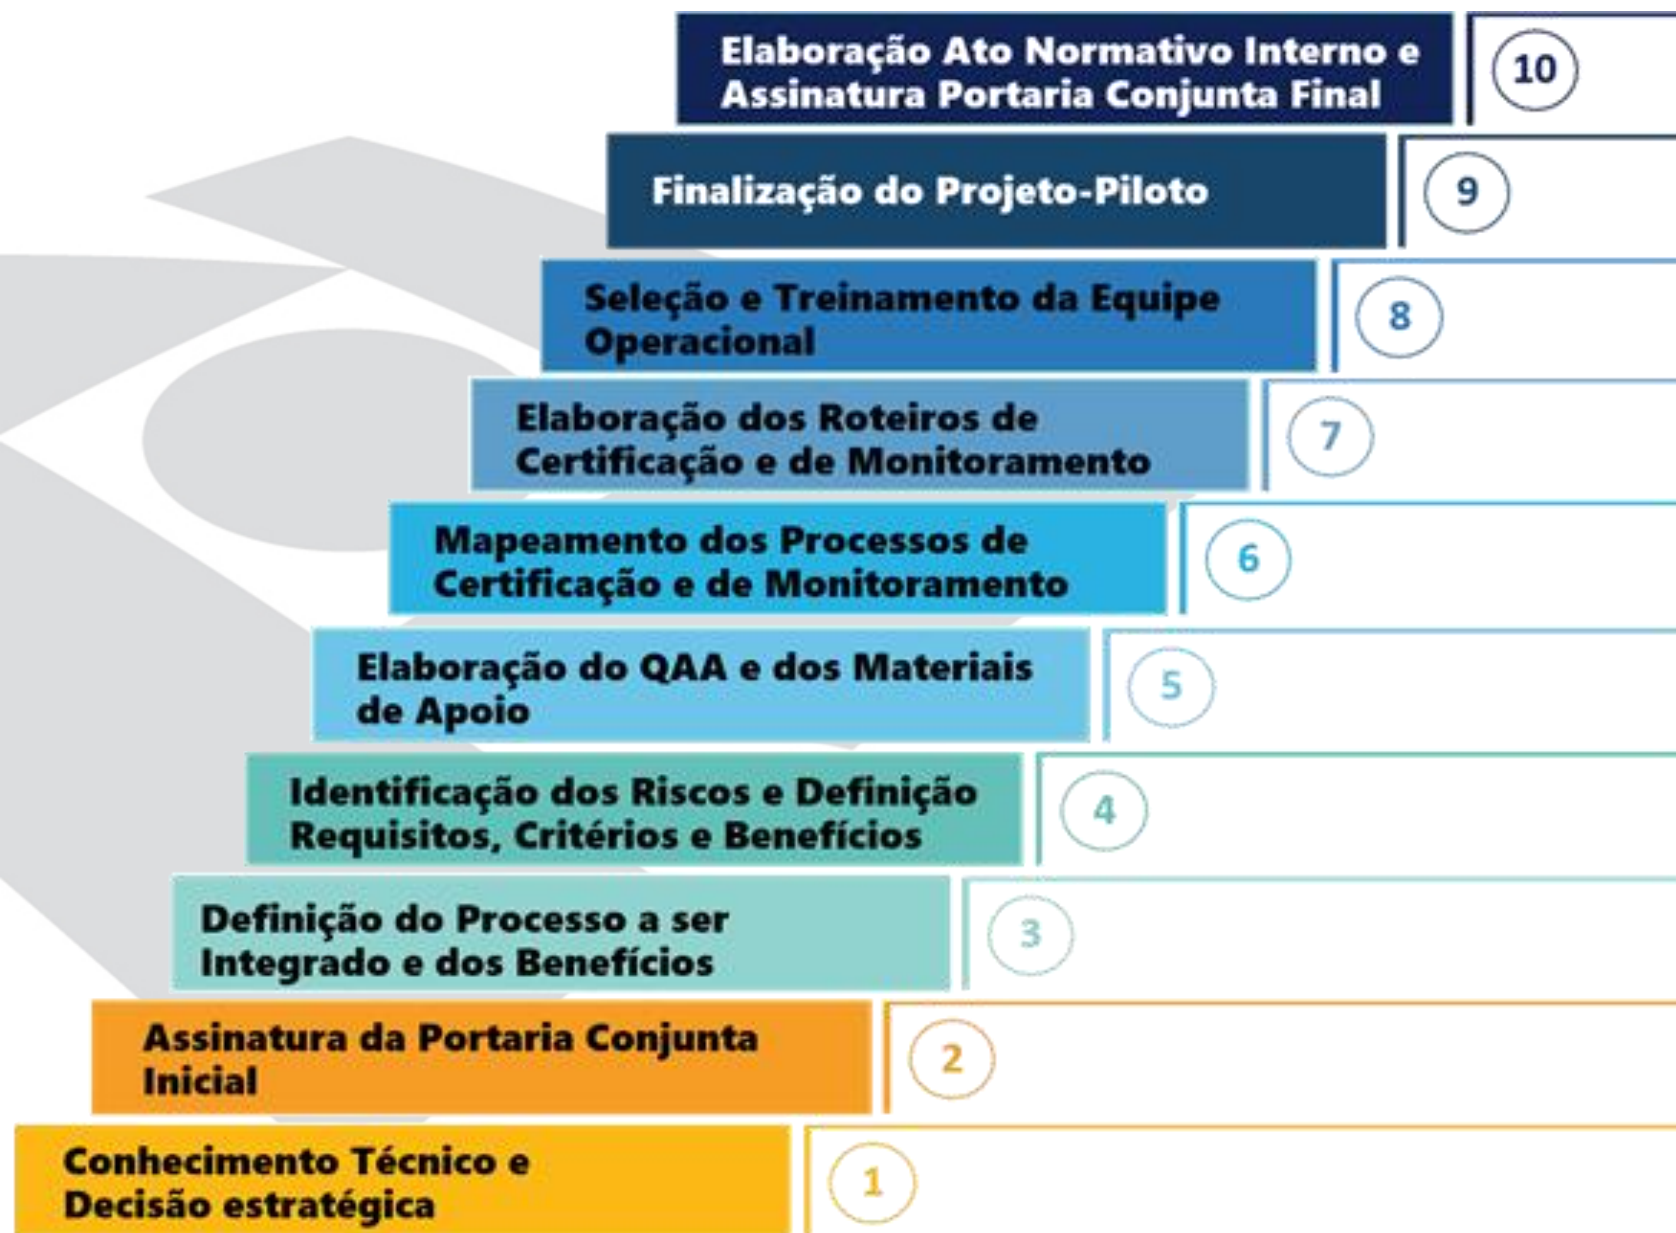 Elaboração Ato Normativo Interno e
Assinatura Portaria Conjunta Final
10
Finalização do Projeto-Piloto
9
Seleção e Treinamento da Equipe
Operacional
8
Elaboração dos Roteiros de
Certificação e de Monitoramento
7
Mapeamento dos Processos de
Certificação e de Monitoramento
6
Elaboração do QAA e dos Materiais
de Apoio
5
Identificação dos Riscos e Definição
Requisitos, Critérios e Benefícios
4
Definição do Processo a ser
Integrado e dos Benefícios
3
Assinatura da Portaria Conjunta
Inicial
2
Conhecimento Técnico e
Decisão estratégica
1